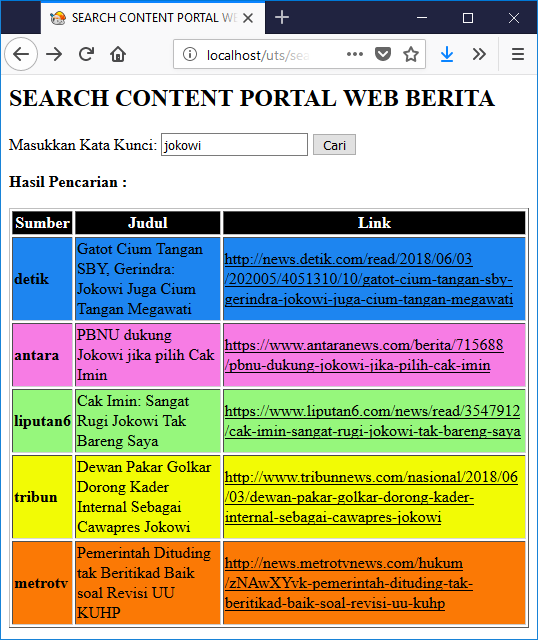 SEARCH CONTENT PORTAL W
localhost/uts/sea
SEARCH CONTENT PORTAL WEB BERITA
Masukkan Kata Kunci: jokowi Cari
Hasil Pencarian :
Sumber Judul Link
detik
Gatot Cium Tangan
SBY, Gerindra:
Jokowi Juga Cium
Tangan Megawati
http://news.detik.com/read/2018/06/03
/202005/4051310/10/gatot-cium-tangan-sby-
gerindra-jokowi-juga-cium-tangan-megawati
antara
PBNU dukung
Jokowi jika pilih Cak
Imin
https://www.antaranews.com/berita/715688
/pbnu-dukung-jokowi-jika-pilih-cak-imin
liputan6
Cak Imin: Sangat
Rugi Jokowi Tak
Bareng Saya
https://www.liputan6.com/news/read/3547912
/cak-imin-sangat-rugi-jokowi-tak-bareng-saya
tribun
Dewan Pakar Golkar
Dorong Kader
Internal Sebagai
Cawapres Jokowi
http://www.tribunnews.com/nasional/2018/06
/03/dewan-pakar-golkar-dorong-kader-
internal-sebagai-cawapres-jokowi
metrotv
Pemerintah Dituding
tak Beritikad Baik
soal Revisi UU
KUHP
http://news.metrotvnews.com/hukum
/zNAwXYvk-pemerintah-dituding-tak-
beritikad-baik-soal-revisi-uu-kuhp